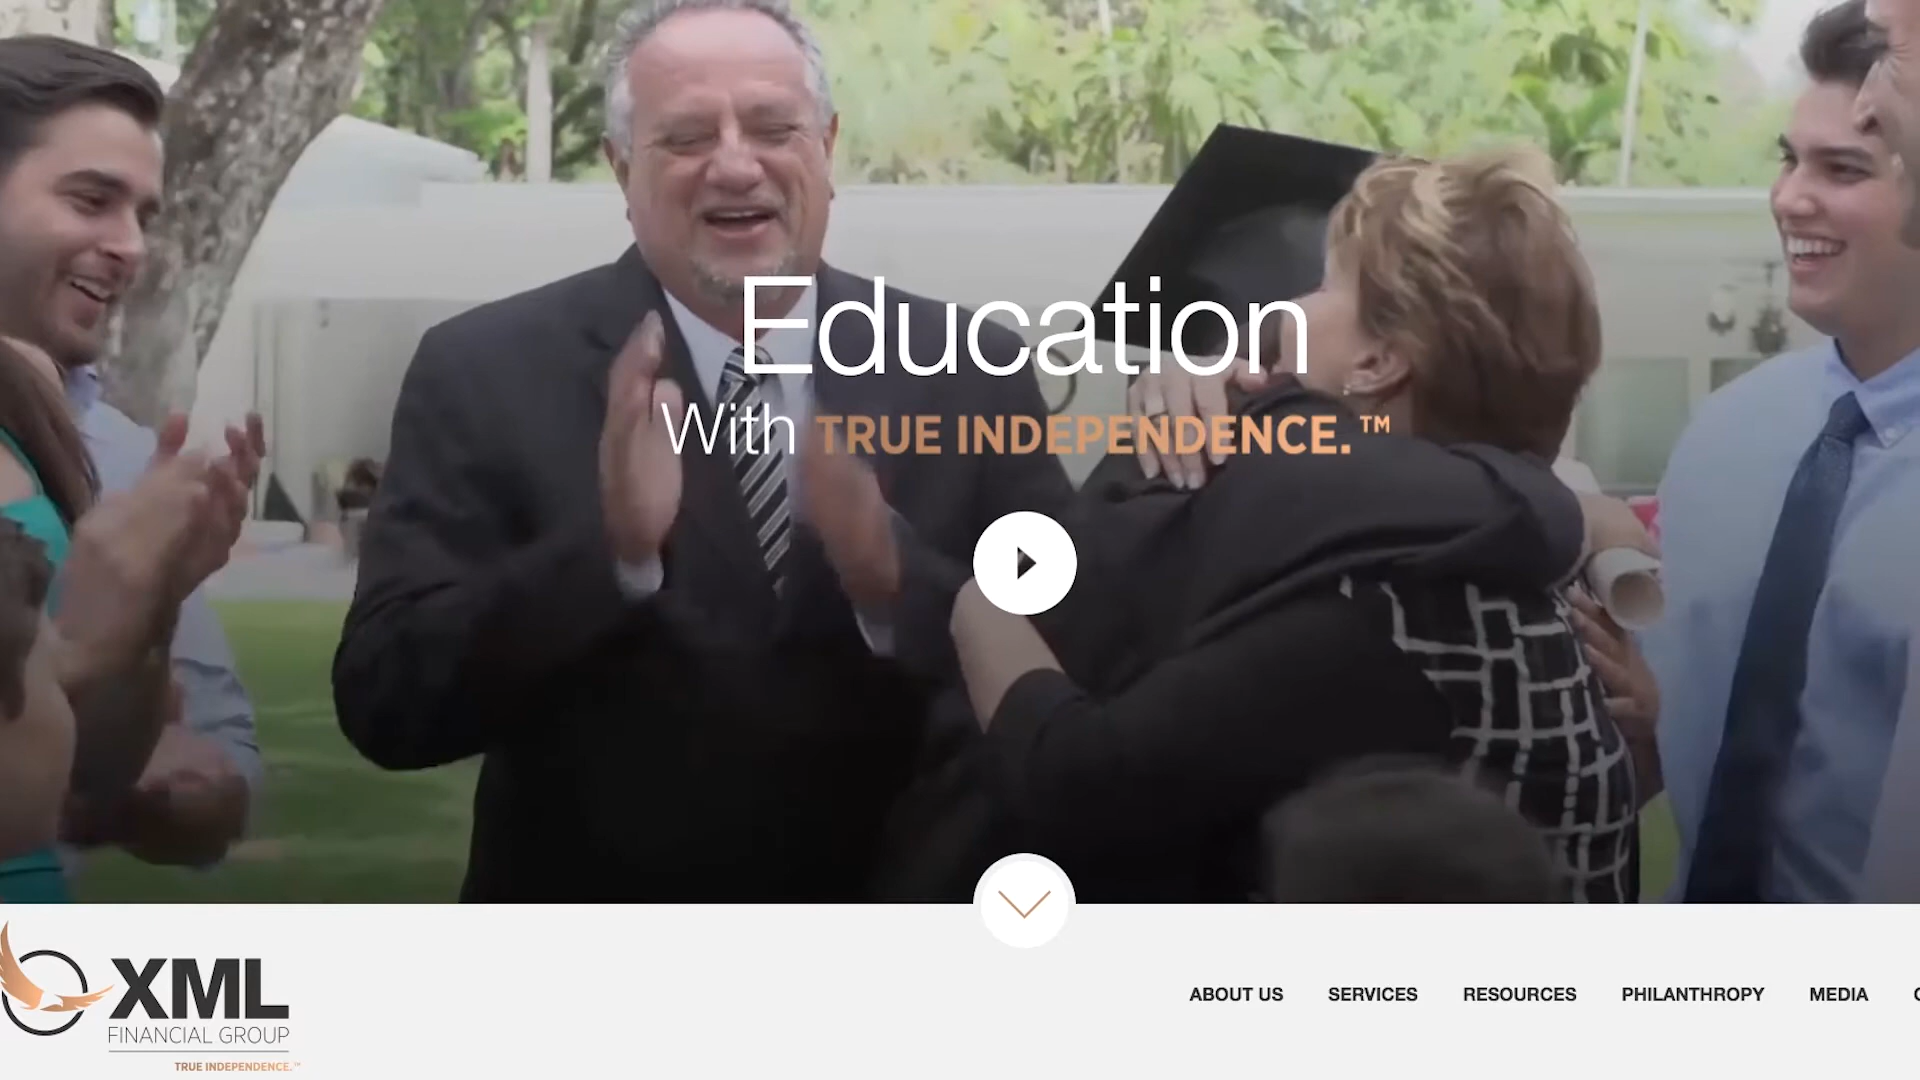 Education
With TRUE INDEPENDENCE.™
XML
FINANCIAL GROUP
TRUE INDEPENDENCE.™
ABOUT US SERVICES RESOURCES PHILANTHROPY MEDIA